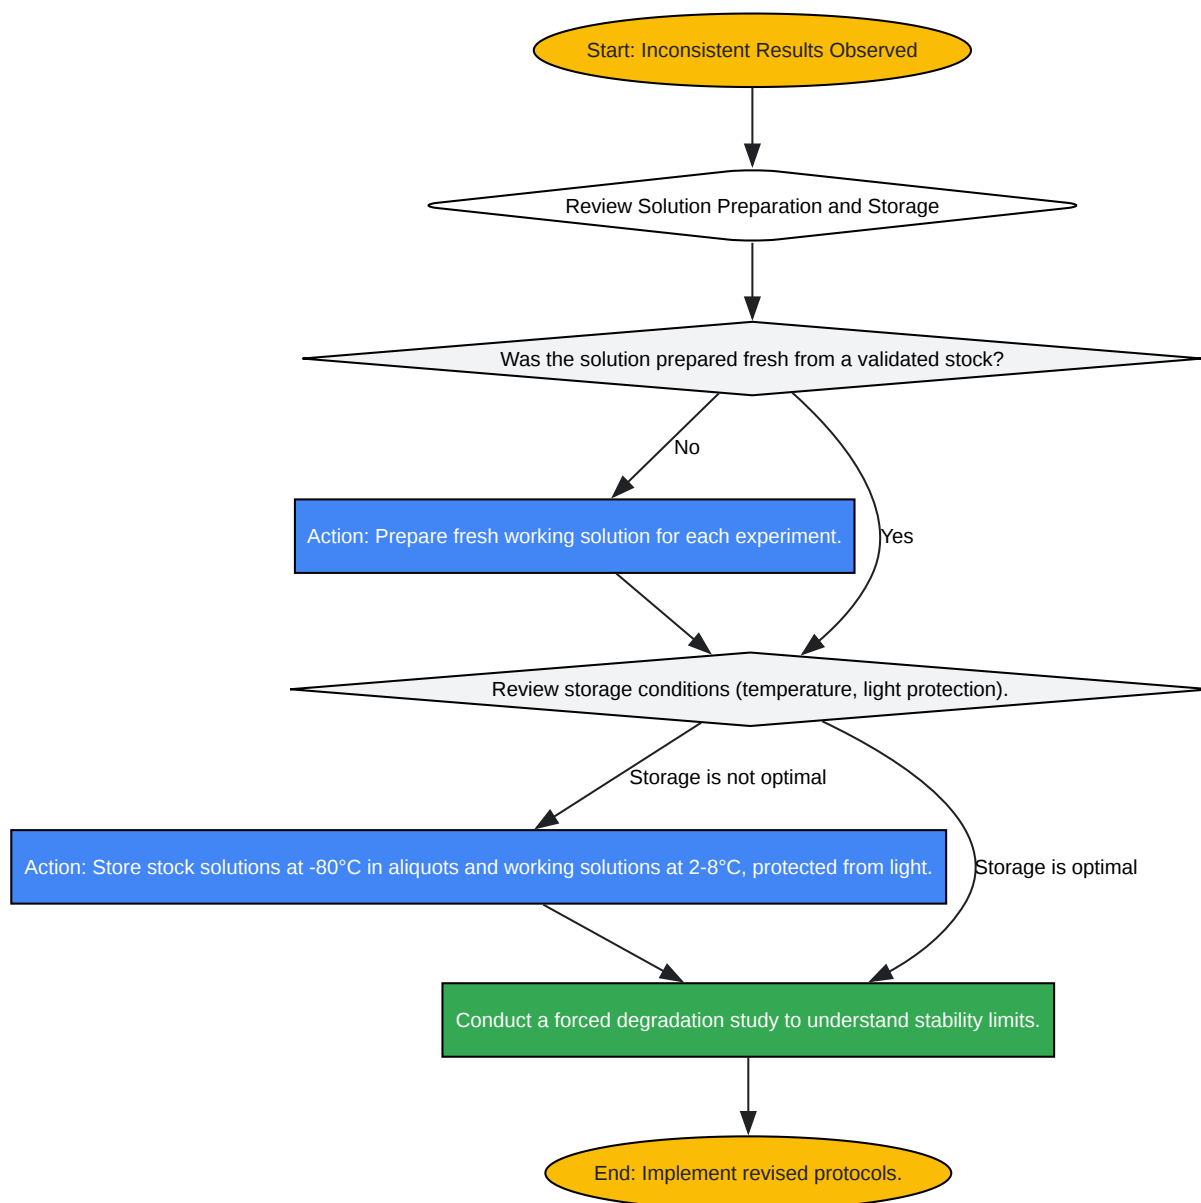 Start: Inconsistent Results Observed
Review Solution Preparation and Storage
Was the solution prepared fresh from a validated stock?
No
Action: Prepare fresh working solution for each experiment.
Yes
Review storage conditions (temperature, light protection).
Storage is not optimal
Action: Store stock solutions at -80°C in aliquots and working solutions at 2-8°C, protected from light.
Storage is optimal
Conduct a forced degradation study to understand stability limits.
End: Implement revised protocols.